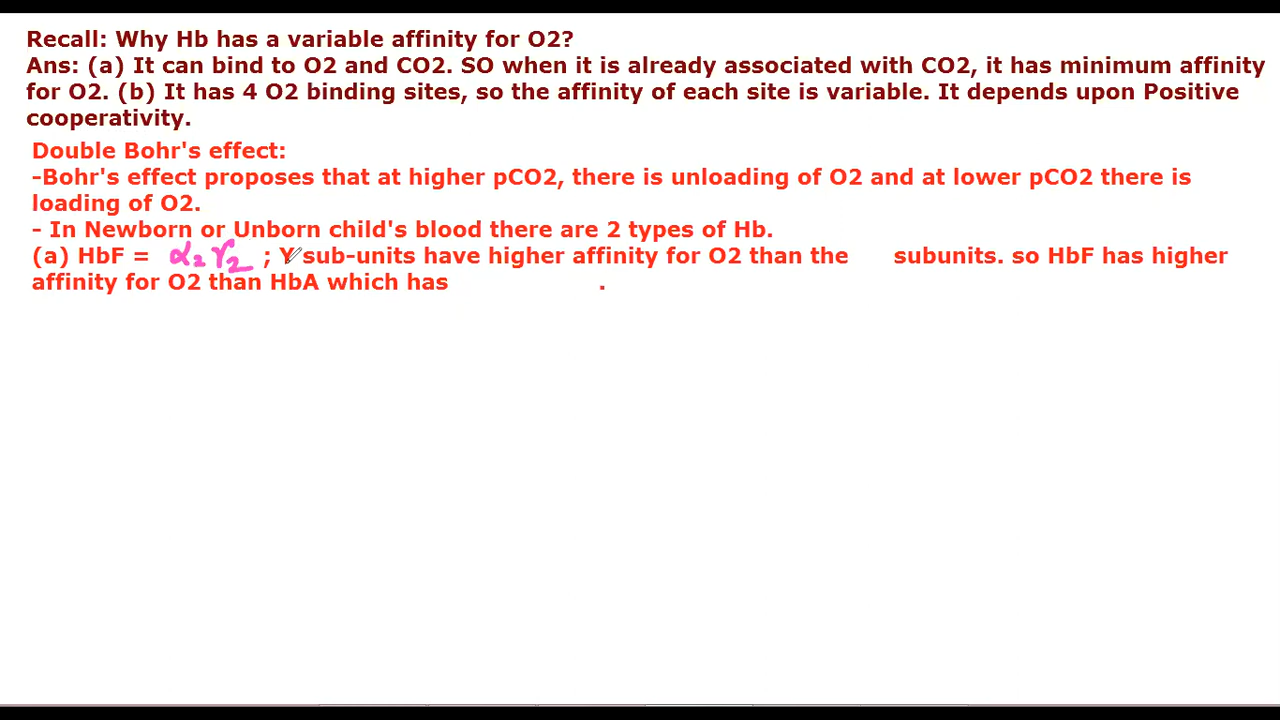 Recall: Why Hb has a variable affinity for O2?
Ans: (a) It can bind to O2 and CO2. SO when it is already associated with CO2, it has minimum affinity
for O2. (b) It has 4 O2 binding sites, so the affinity of each site is variable. It depends upon Positive
cooperativity.
Double Bohr's effect:
-Bohr's effect proposes that at higher pCO2, there is unloading of O2 and at lower pCO2 there is
loading of O2.
- In Newborn or Unborn child's blood there are 2 types of Hb.
(a) HbF = α2 γ2 ; Y sub-units have higher affinity for O2 than the subunits. so HbF has higher
affinity for O2 than HbA which has .